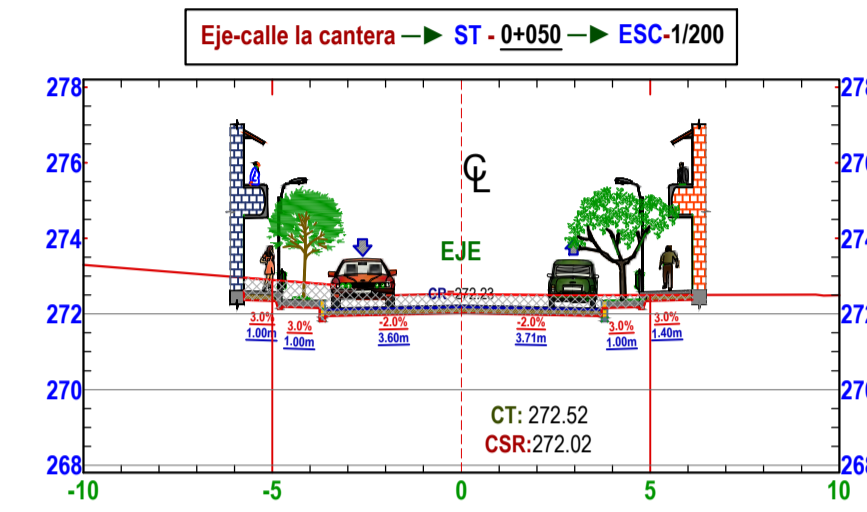 Eje-calle la cantera ST - 0+050 ESC-1/200
278 278
276 276
CL
274 274
EJE
CR=272.23
272 272
3.0% 3.0% -2.0% -2.0% 3.0% 3.0%
1.00m 1.00m 3.60m 3.71m 1.00m 1.40m
270 270
CT: 272.52
CSR:272.02
268 268
-10 -5 0 5 10